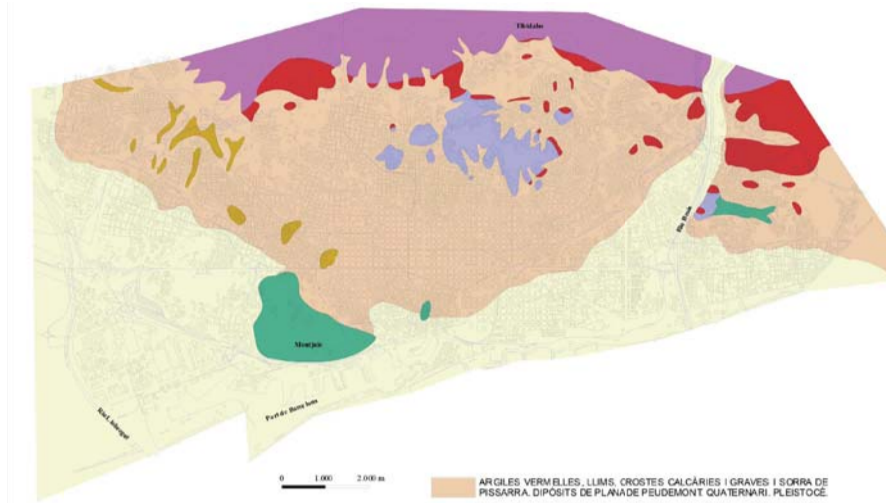 Tibidabo
Riu Besòs
Montjuïc
Riu Llobregat
Port de Barcelona
0 1.000 2.000 m
ARGILES VERMELLES, LLIMS, CROSTES CALCÀRIES I GRAVES I SORRA DE
PISSARRA. DIPÒSITS DE PLANA DE PEUDEMONT. QUATERNARI. PLEISTOCÈ.